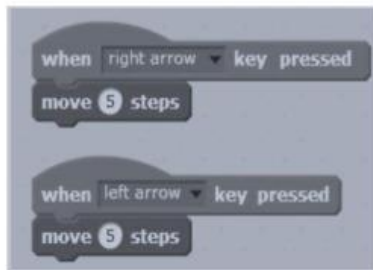 when right arrow key pressed
move 5 steps
when left arrow key pressed
move 5 steps